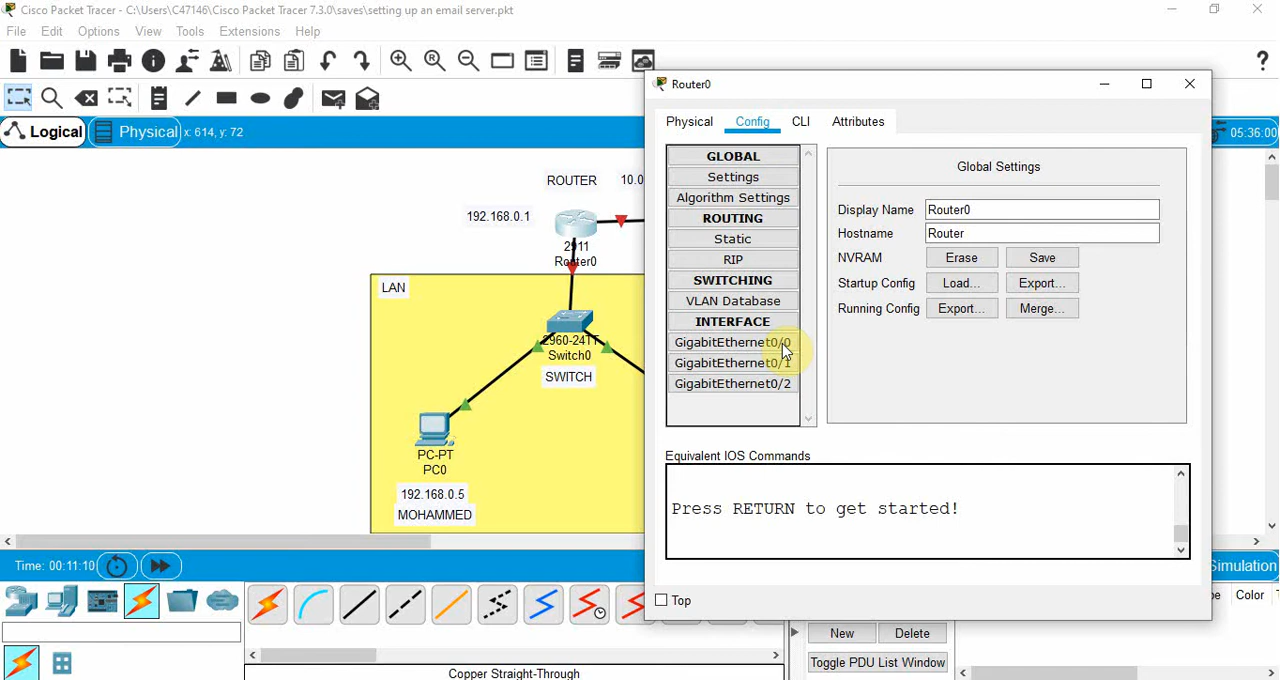 Cisco Packet Tracer - C:\Users\C47146\Cisco Packet Tracer 7.3.0\saves\setting up an email server.pkt
File Edit Options View Tools Extensions Help
Logical
Physical
x: 614, y: 72
05:36:00
ROUTER
10.0
192.168.0.1
2911
Router0
LAN
2960-24TT
Switch0
SWITCH
PC-PT
PC0
192.168.0.5
MOHAMMED
Router0
Physical Config CLI Attributes
GLOBAL
Settings
Algorithm Settings
ROUTING
Static
RIP
SWITCHING
VLAN Database
INTERFACE
GigabitEthernet0/0
GigabitEthernet0/1
GigabitEthernet0/2
Global Settings
Display Name Router0
Hostname Router
NVRAM Erase Save
Startup Config Load... Export...
Running Config Export... Merge...
Equivalent IOS Commands
Press RETURN to get started!
Top
Time: 00:11:10
Simulation
Color
New Delete
Toggle PDU List Window
Copper Straight-Through